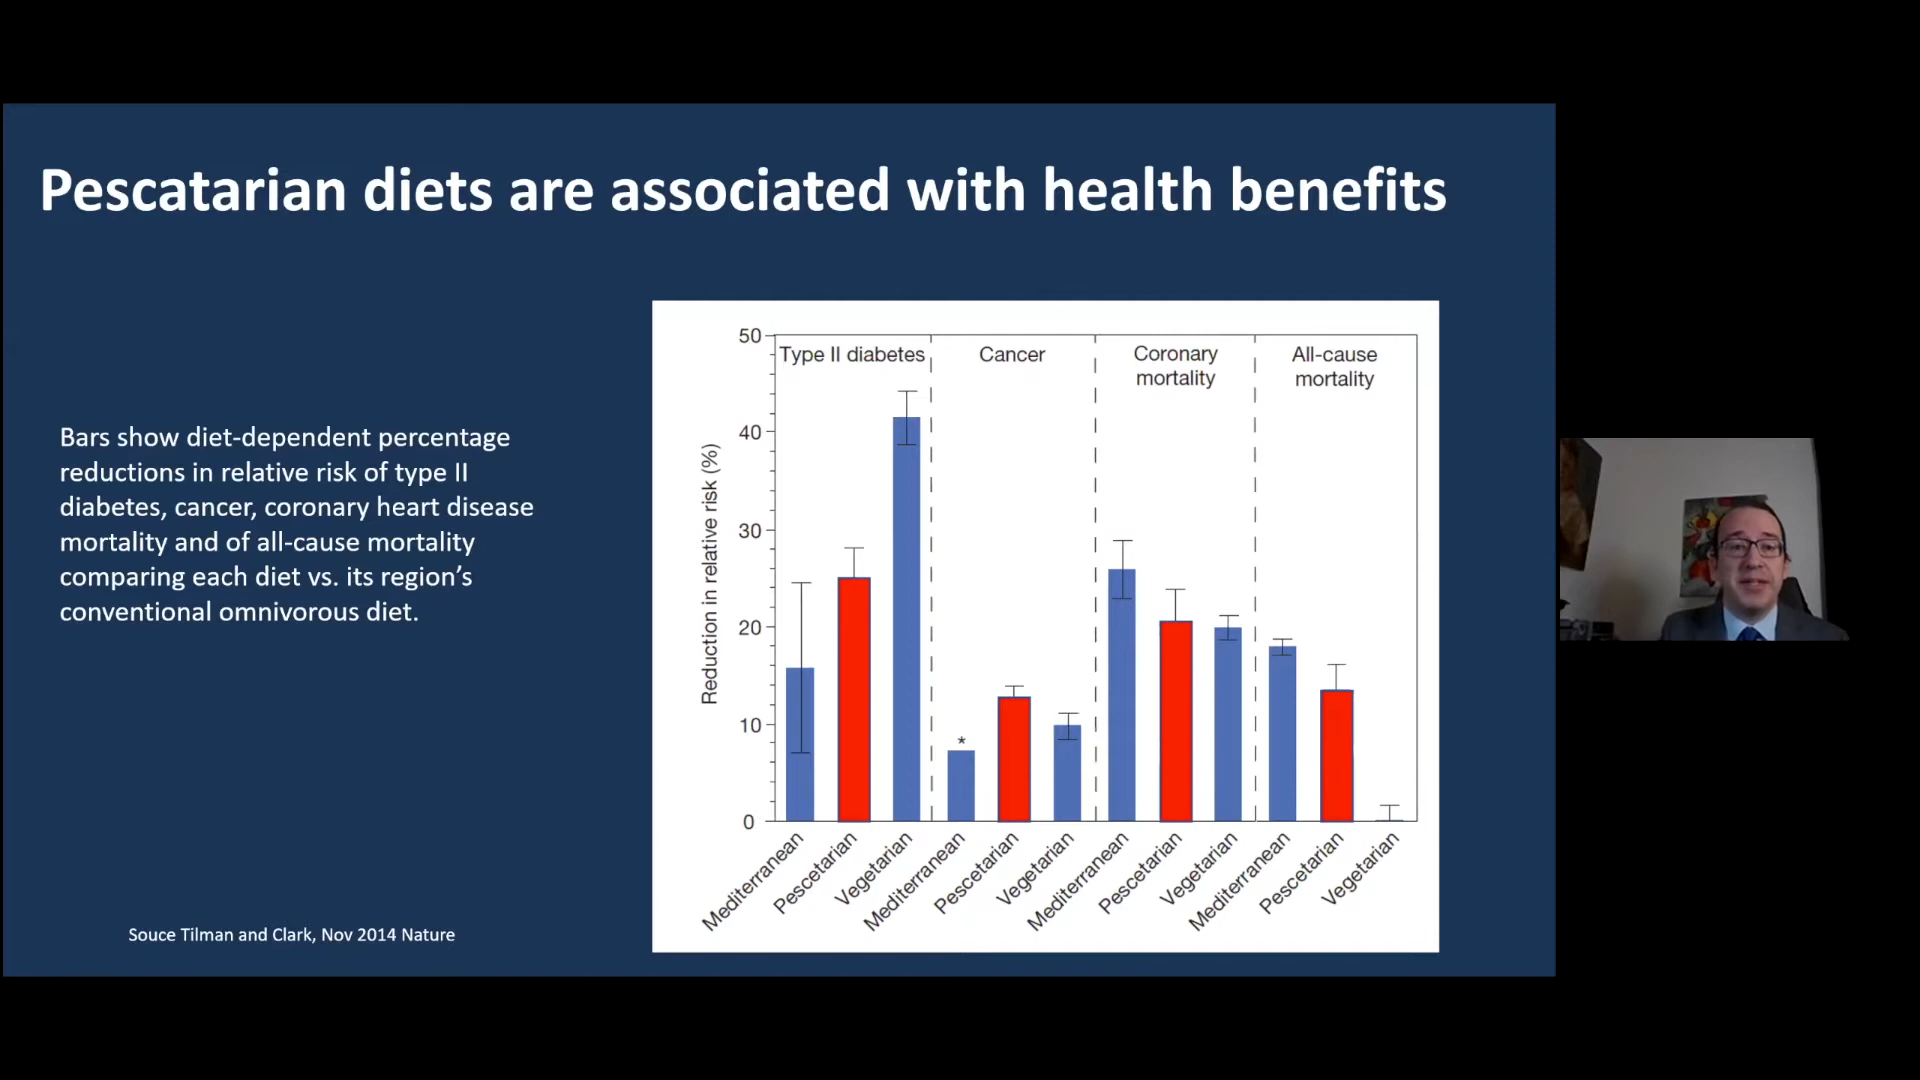 Pescatarian diets are associated with health benefits
Bars show diet-dependent percentage
reductions in relative risk of type II
diabetes, cancer, coronary heart disease
mortality and of all-cause mortality
comparing each diet vs. its region’s
conventional omnivorous diet.
Souce Tilman and Clark, Nov 2014 Nature
Reduction in relative risk (%)
50
40
30
20
10
0
Type II diabetes
Cancer
Coronary
mortality
All-cause
mortality
*
Mediterranean
Pescetarian
Vegetarian
Mediterranean
Pescetarian
Vegetarian
Mediterranean
Pescetarian
Vegetarian
Mediterranean
Pescetarian
Vegetarian